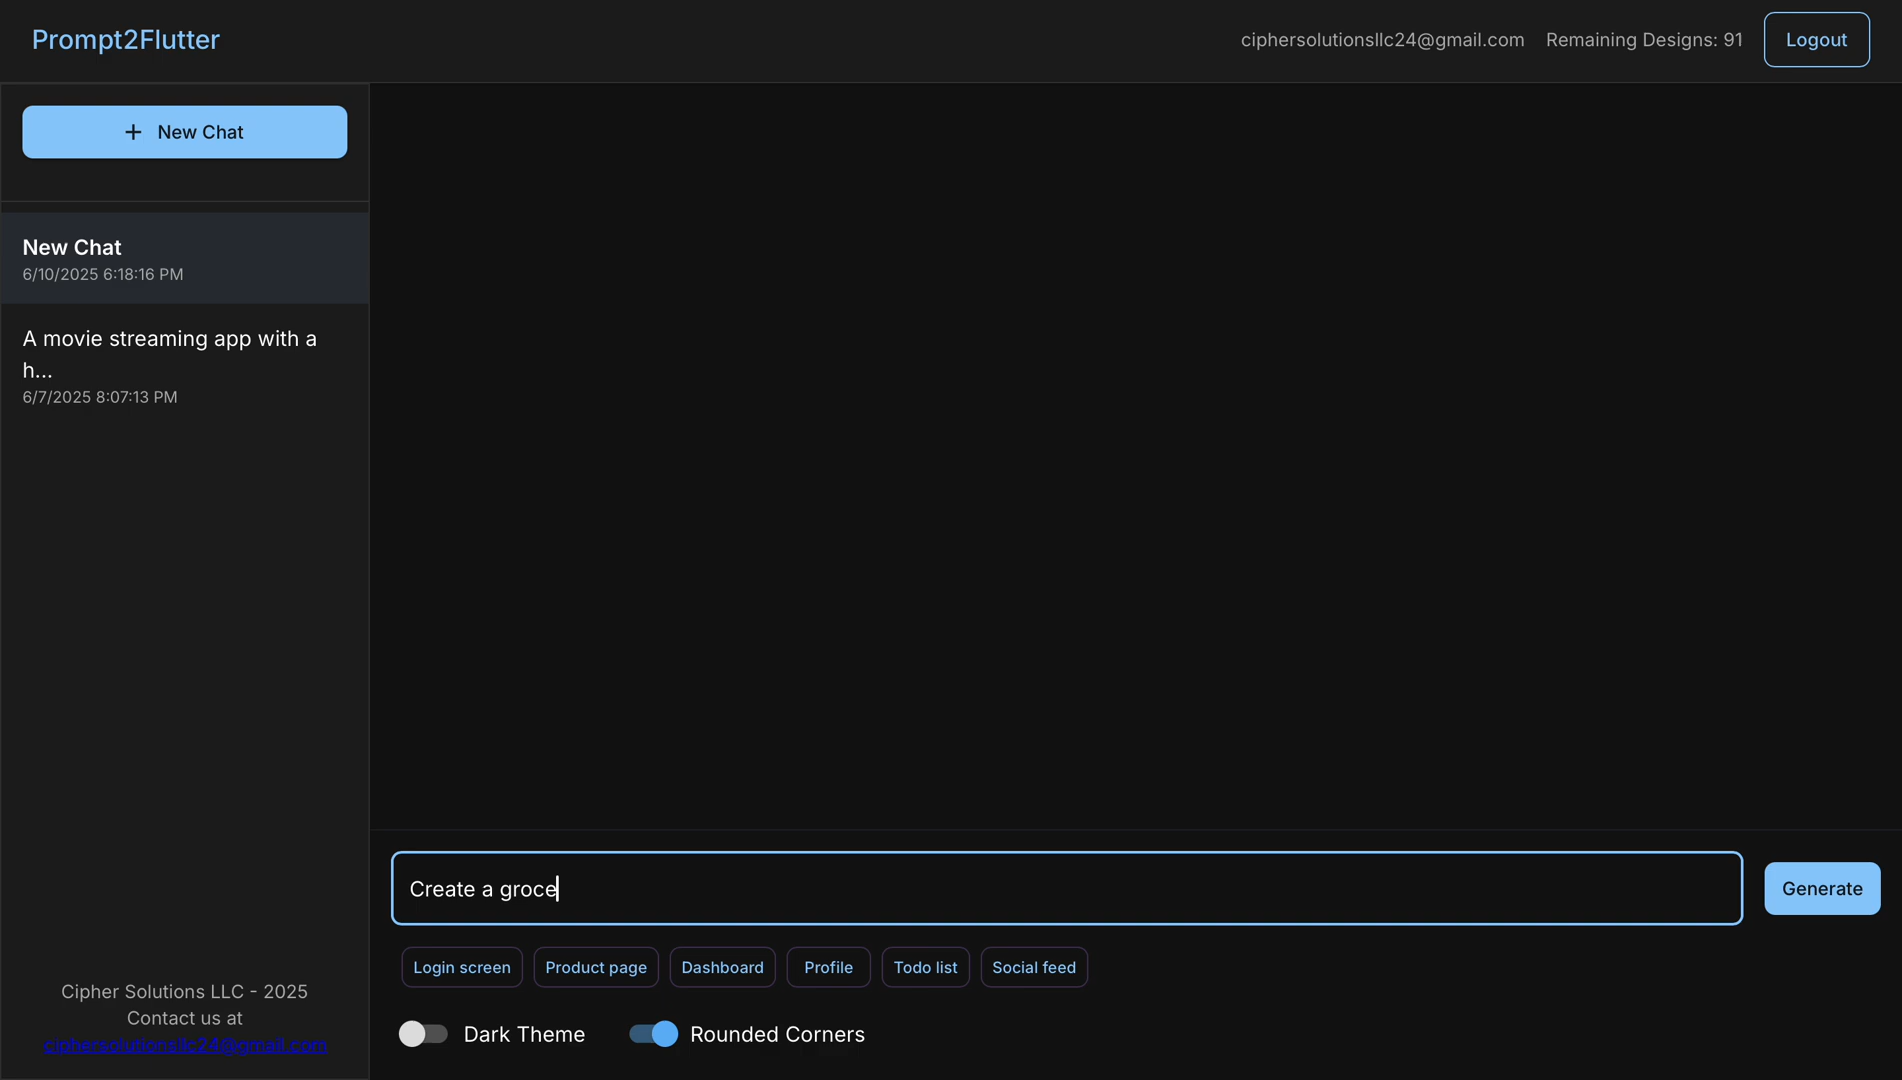 Prompt2Flutter
ciphersolutionsllc24@gmail.com
Remaining Designs: 91
Logout
+ New Chat
New Chat
6/10/2025 6:18:16 PM
A movie streaming app with a
h...
6/7/2025 8:07:13 PM
Create a groce
Generate
Login screen
Product page
Dashboard
Profile
Todo list
Social feed
Dark Theme
Rounded Corners
Cipher Solutions LLC - 2025
Contact us at
ciphersolutionsllc24@gmail.com